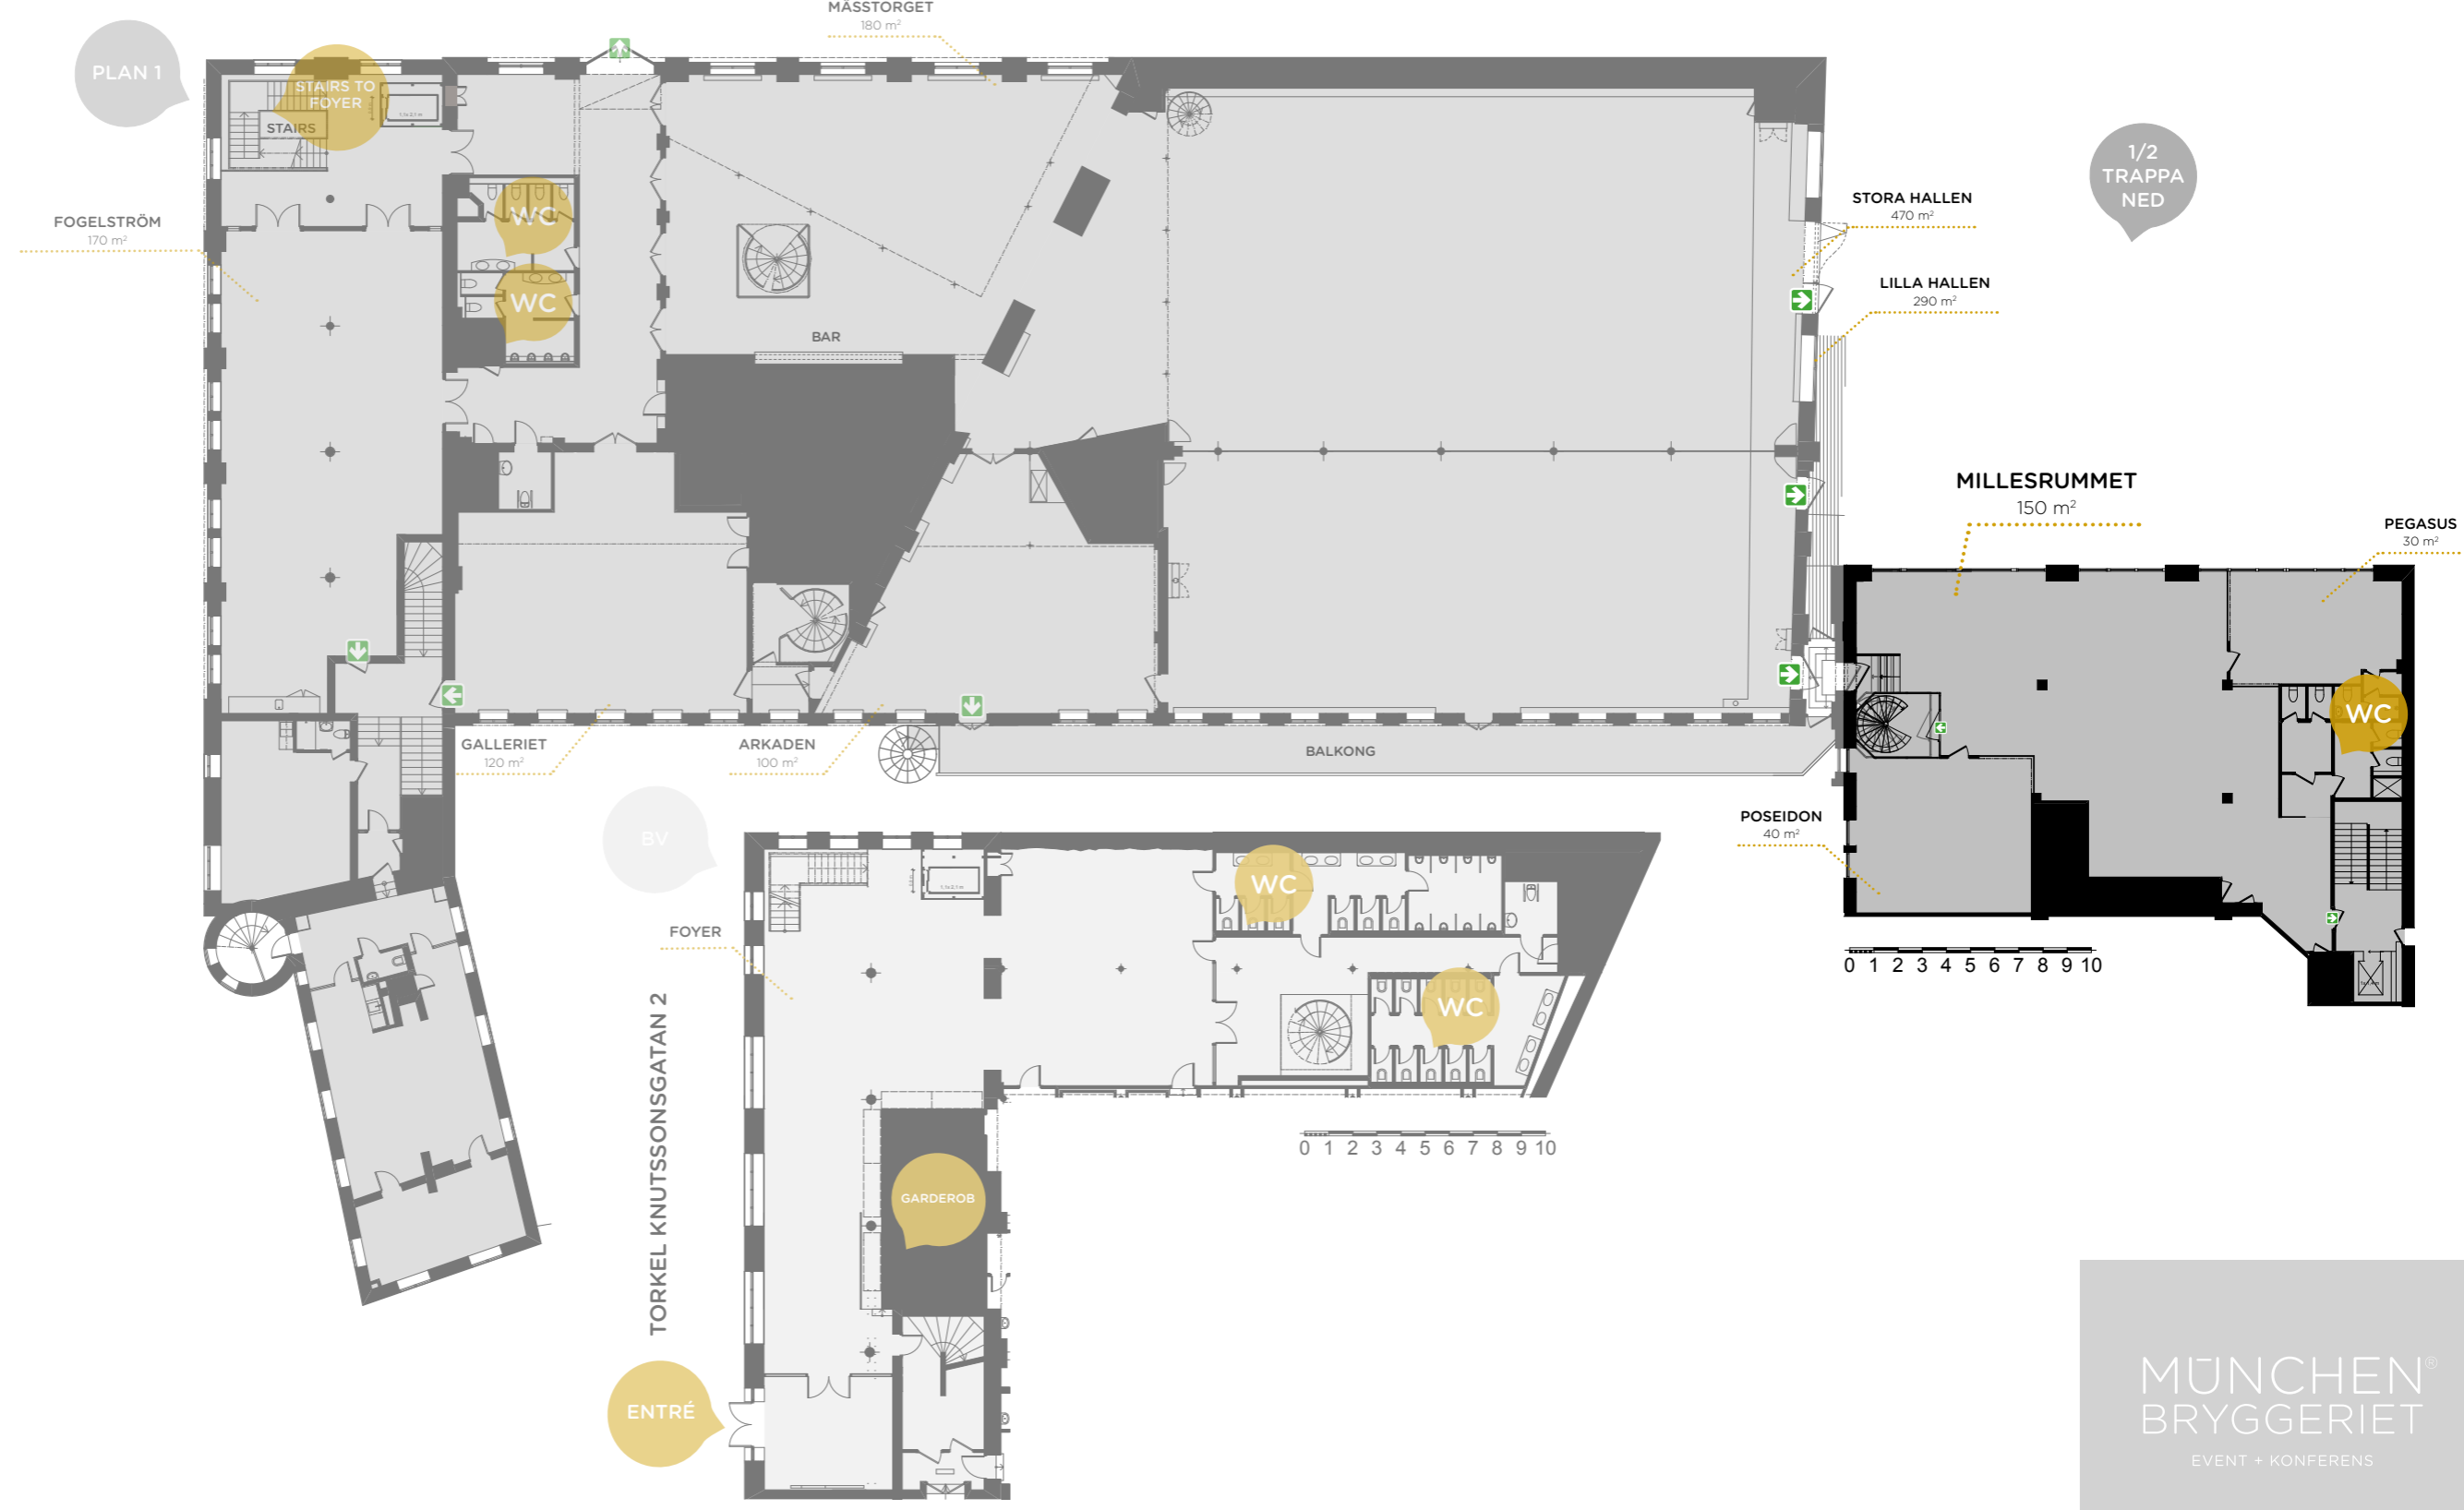 MÄSSTORGET
180 m²
PLAN 1
STAIRS TO
FOYER
STAIRS
1/2
TRAPPA
NED
WC
FOGELSTRÖM
170 m²
STORA HALLEN
470 m²
LILLA HALLEN
290 m²
WC
BAR
MILLESRUMMET
150 m²
PEGASUS
30 m²
WC
GALLERIET
120 m²
ARKADEN
100 m²
BALKONG
POSEIDON
40 m²
BV
WC
FOYER
0 1 2 3 4 5 6 7 8 9 10
WC
TORKEL KNUTSSONSGATAN 2
0 1 2 3 4 5 6 7 8 9 10
GARDEROB
ENTRÉ
MÜNCHEN®
BRYGGERIET
EVENT + KONFERENS